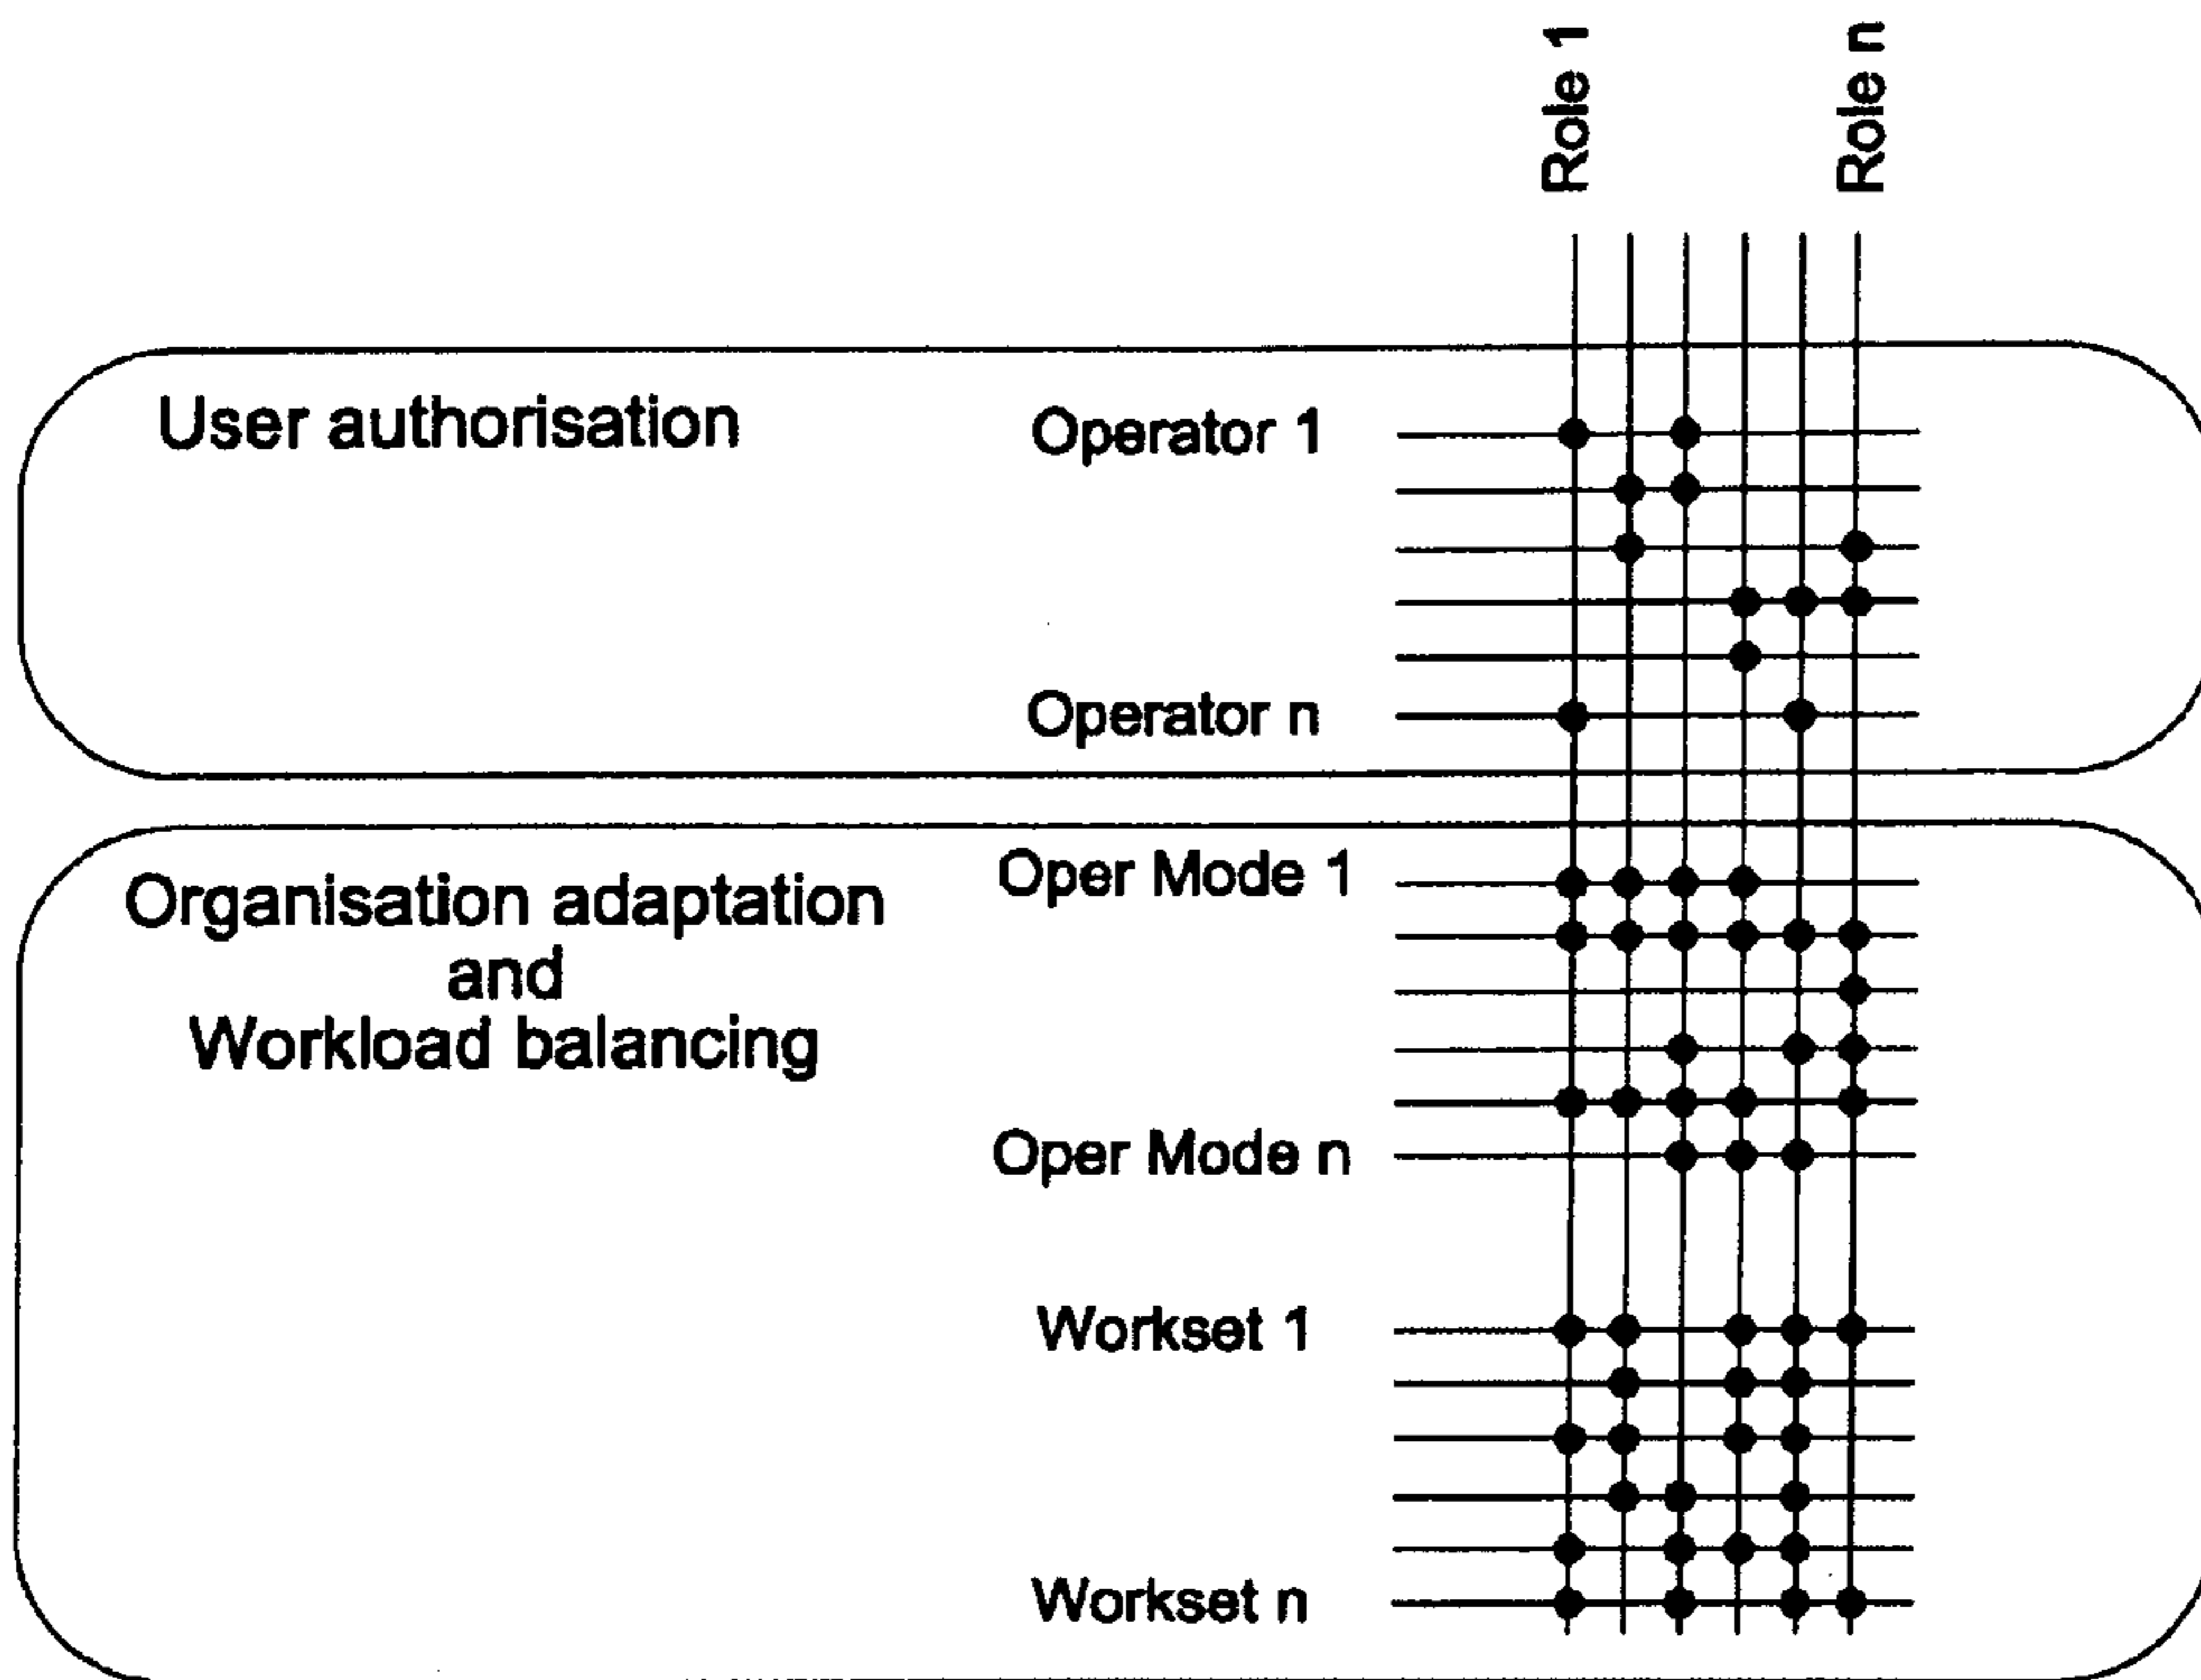 Role 1
Role n
User authorisation
Operator 1
Operator n
Organisation adaptation
and
Workload balancing
Oper Mode 1
Oper Mode n
Workset 1
Workset n